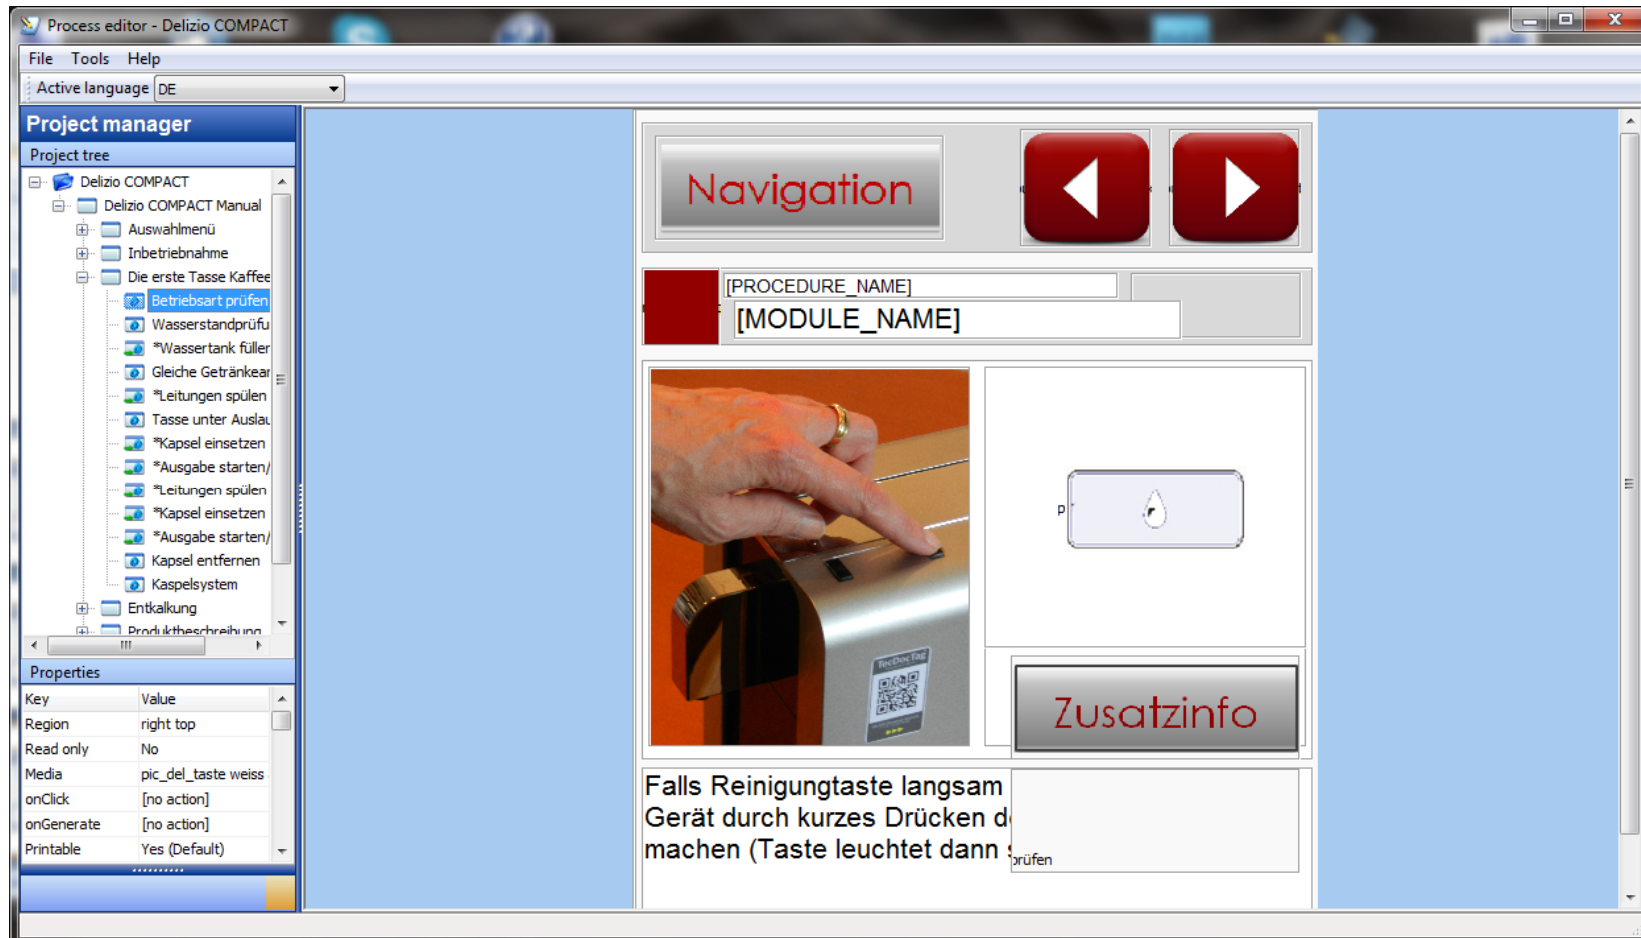 Process editor - Delizio COMPACT
File Tools Help
Active language DE
Project manager
Project tree
Delizio COMPACT
Delizio COMPACT Manual
Auswahlmenü
Inbetriebnahme
Die erste Tasse Kaffee
Betriebsart prüfen
Wasserstandprüfu
*Wassertank füller
Gleiche Getränkear
*Leitungen spülen
Tasse unter Auslau
*Kapsel einsetzen
*Ausgabe starten/
*Leitungen spülen
*Kapsel einsetzen
*Ausgabe starten/
Kapsel entfernen
Kaspelsystem
Entkalkung
Produktbeschreibung
Properties
Key Value
Region right top
Read only No
Media pic_del_taste weiss
onClick [no action]
onGenerate [no action]
Printable Yes (Default)
Navigation
[PROCEDURE_NAME]
[MODULE_NAME]
TecDocTag
Zusatzinfo
Falls Reinigungtaste langsam
Gerät durch kurzes Drücken d
machen (Taste leuchtet dann
prüfen